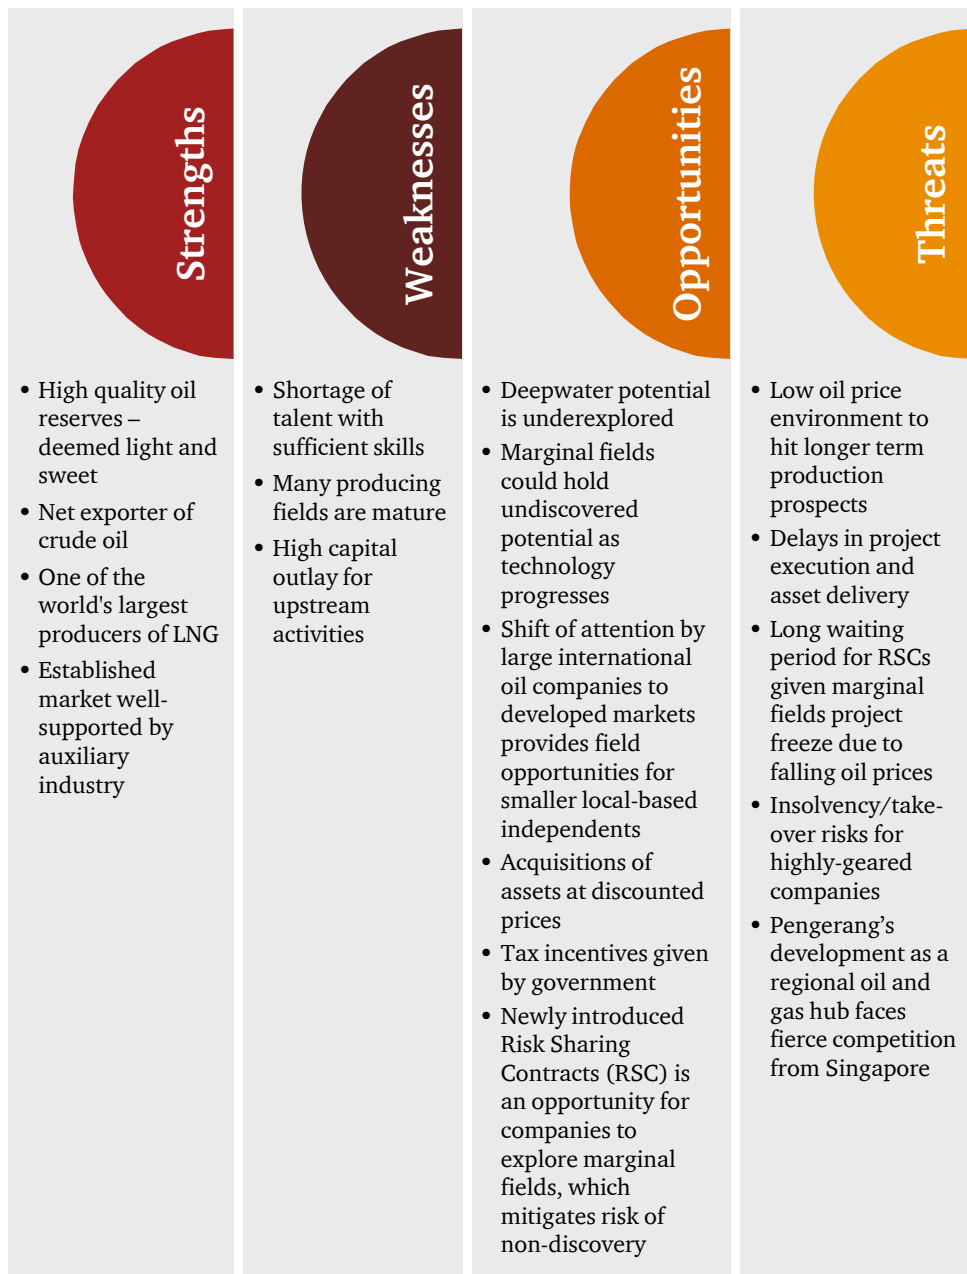 Strengths
• High quality oil
reserves –
deemed light and
sweet
• Net exporter of
crude oil
• One of the
world's largest
producers of LNG
• Established
market well-
supported by
auxiliary
industry
Weaknesses
• Shortage of
talent with
sufficient skills
• Many producing
fields are mature
• High capital
outlay for
upstream
activities
Opportunities
• Deepwater potential
is underexplored
• Marginal fields
could hold
undiscovered
potential as
technology
progresses
• Shift of attention by
large international
oil companies to
developed markets
provides field
opportunities for
smaller local-based
independents
• Acquisitions of
assets at discounted
prices
• Tax incentives given
by government
• Newly introduced
Risk Sharing
Contracts (RSC) is
an opportunity for
companies to
explore marginal
fields, which
mitigates risk of
non-discovery
Threats
• Low oil price
environment to
hit longer term
production
prospects
• Delays in project
execution and
asset delivery
• Long waiting
period for RSCs
given marginal
fields project
freeze due to
falling oil prices
• Insolvency/take-
over risks for
highly-geared
companies
• Pengerang’s
development as a
regional oil and
gas hub faces
fierce competition
from Singapore